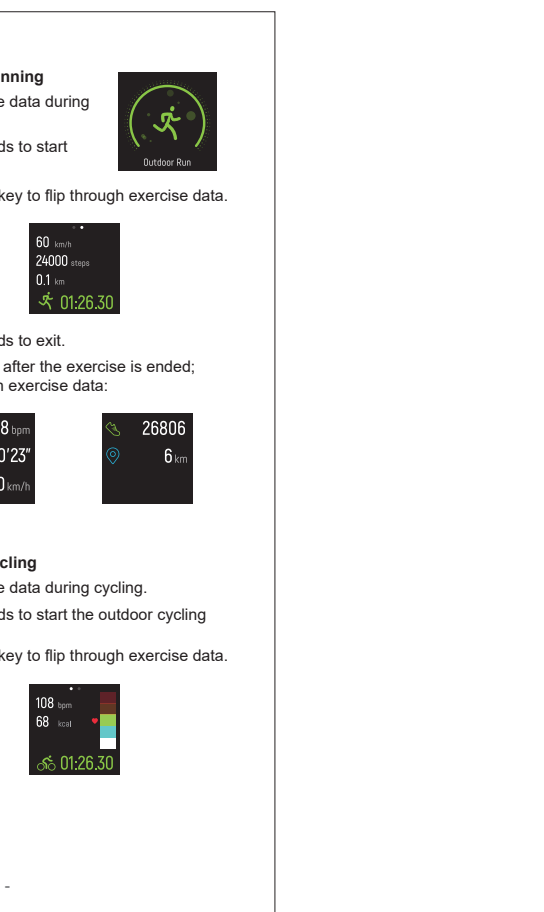 nning
e data during
Outdoor Run
ds to start
key to flip through exercise data.
60 km/h
24000 steps
0.1 km
01:26.30
ds to exit.
after the exercise is ended;
n exercise data:
8 bpm
0'23"
0 km/h
26806
6 km
cling
e data during cycling.
ds to start the outdoor cycling
key to flip through exercise data.
108 bpm
68 kcal
01:26.30
-